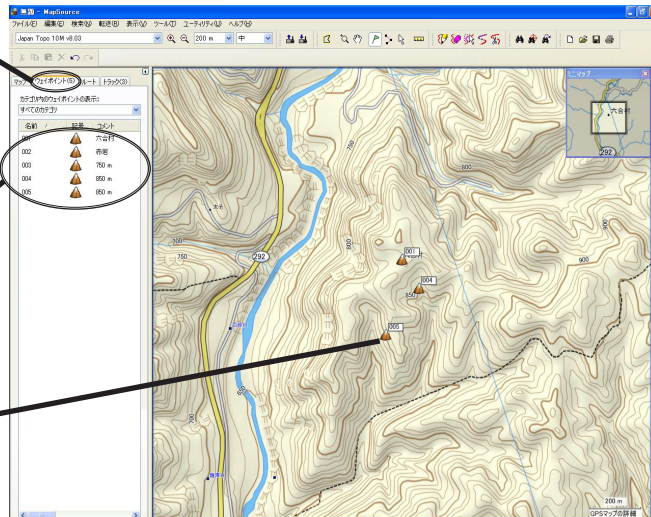 無題 - MapSource
ファイル(F) 編集(E) 検索(N) 転送(R) 表示(V) ツール(T) ユーティリティ(U) ヘルプ(H)
Japan Topo 10M v8.03 200 m 中
マップ ウェイポイント(5) ルート トラック(3)
カテゴリ内のウェイポイントの表示:
すべてのカテゴリ
名前 / 記号 コメント
001 六合村
002 赤岩
003 750 m
004 850 m
005 850 m
ミニマップ
六合村
292
750
800
太子
900
900
700
750
292
800
001
004
850
005
650
700
200 m
GPSマップの詳細